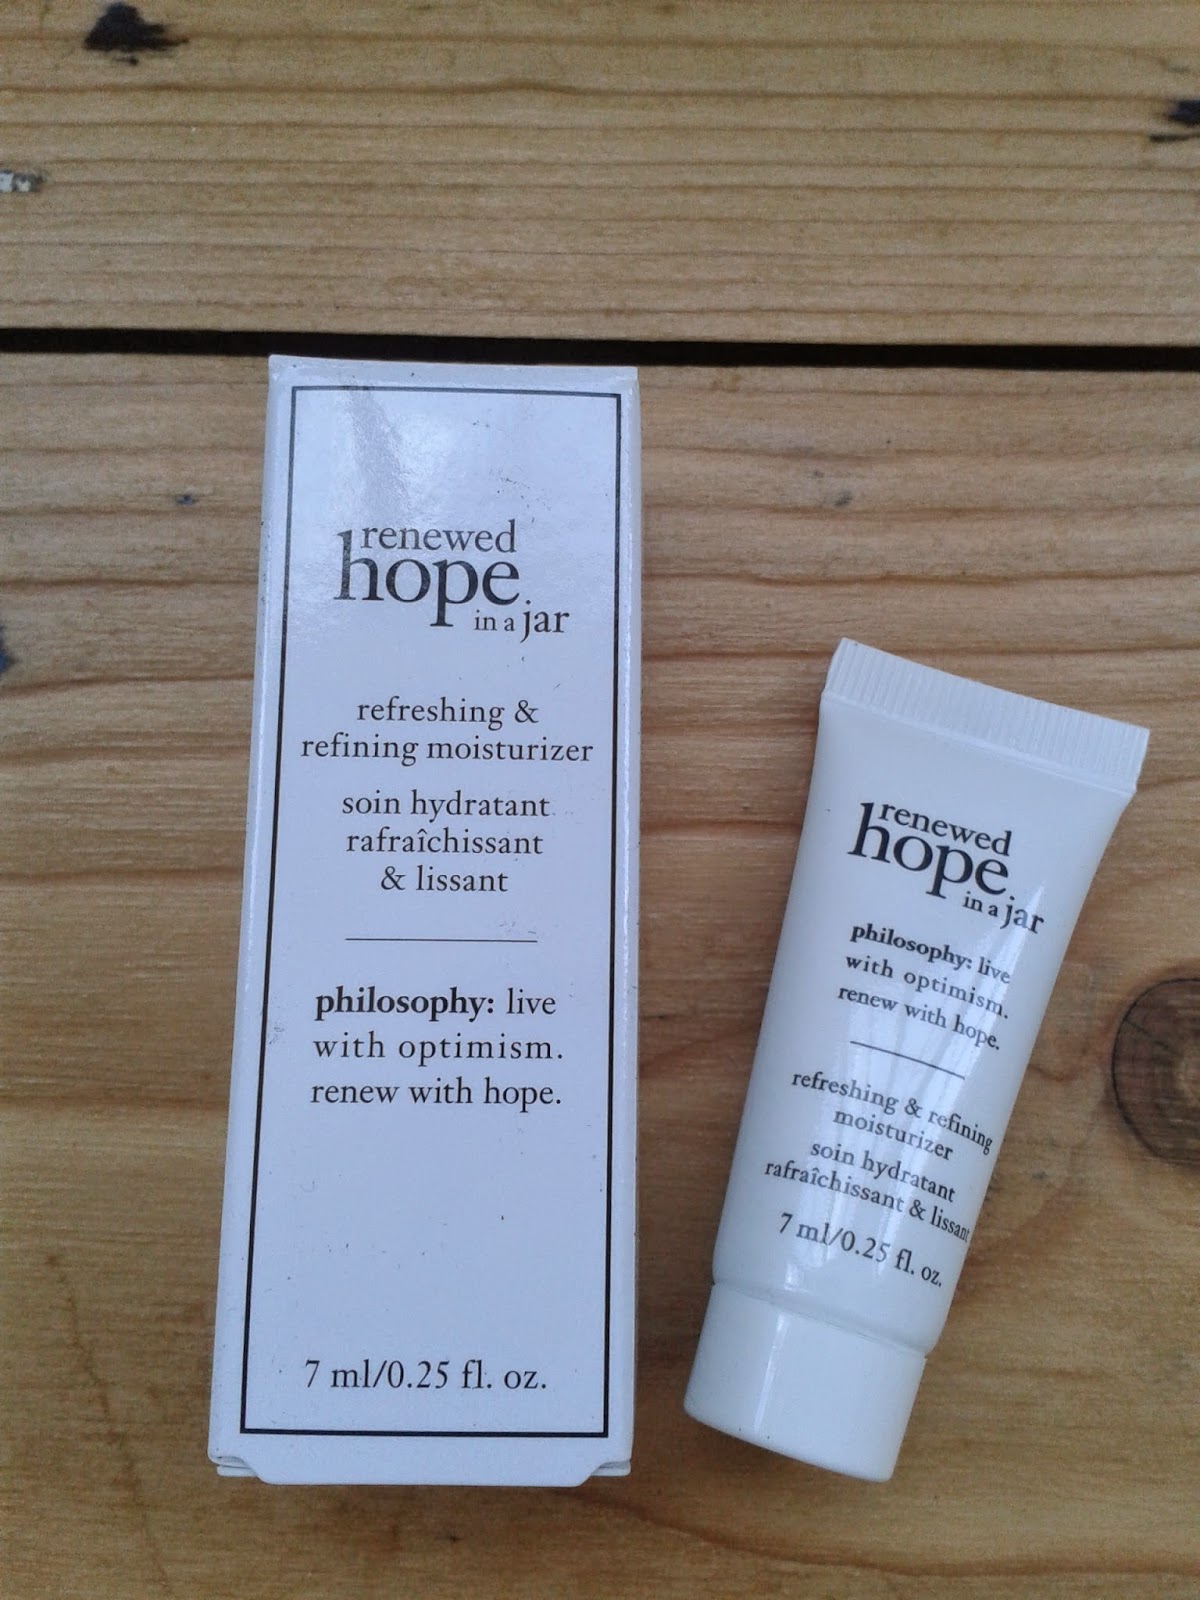 renewed
hope
in a jar
refreshing &
refining moisturizer
soin hydratant
rafraîchissant
& lissant
philosophy: live
with optimism.
renew with hope.
7 ml/0.25 fl. oz.
renewed
hope
in a jar
philosophy: live
with optimism.
renew with hope.
refreshing & refining
moisturizer
soin hydratant
rafraîchissant & lissant
7 ml/0.25 fl. oz.